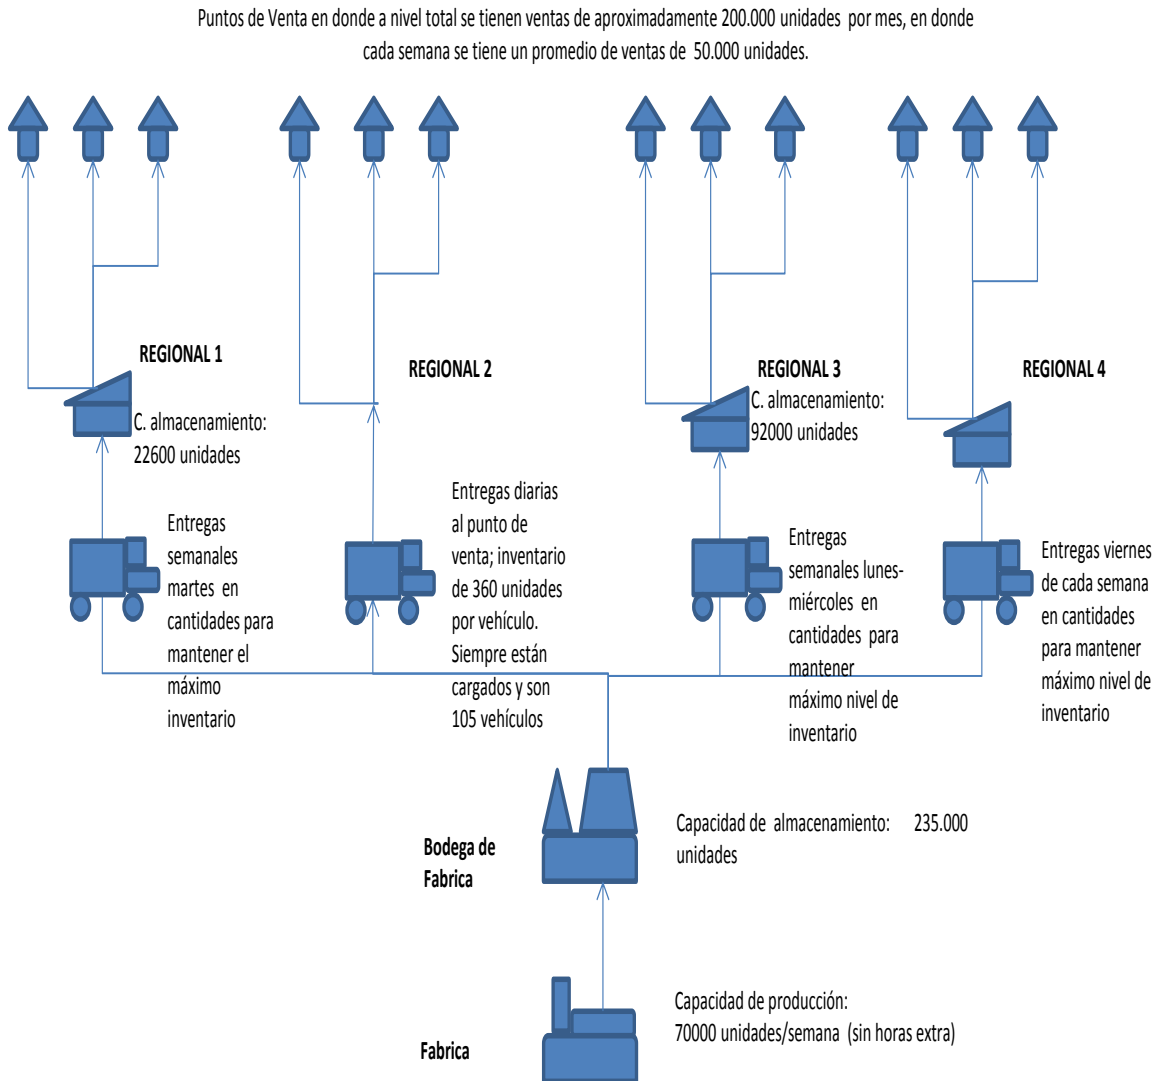 Puntos de Venta en donde a nivel total se tienen ventas de aproximadamente 200.000 unidades por mes, en donde
cada semana se tiene un promedio de ventas de 50.000 unidades.
REGIONAL 1
C. almacenamiento:
22600 unidades
REGIONAL 2
REGIONAL 3
C. almacenamiento:
92000 unidades
REGIONAL 4
Entregas
semanales
martes en
cantidades para
mantener el
máximo
inventario
Entregas diarias
al punto de
venta; inventario
de 360 unidades
por vehículo.
Siempre están
cargados y son
105 vehículos
Entregas
semanales lunes-
miércoles en
cantidades para
mantener
máximo nivel de
inventario
Entregas viernes
de cada semana
en cantidades
para mantener
máximo nivel de
inventario
Bodega de
Fabrica
Capacidad de almacenamiento: 235.000
unidades
Fabrica
Capacidad de producción:
70000 unidades/semana (sin horas extra)